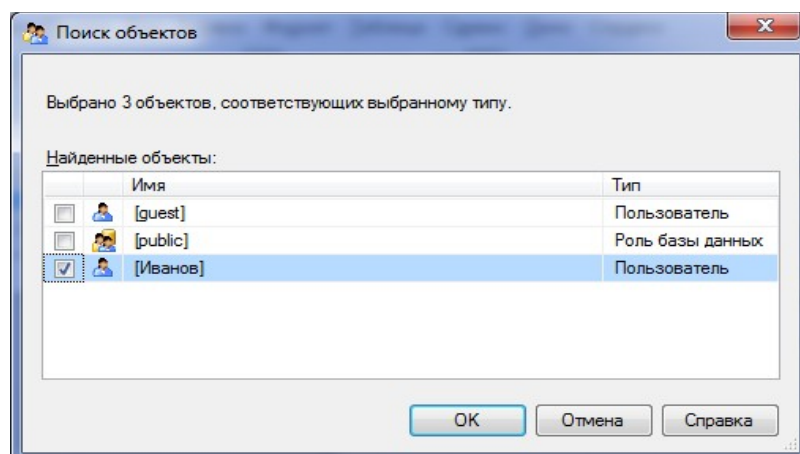 Поиск объектов
Выбрано 3 объектов, соответствующих выбранному типу.
Найденные объекты:
Имя Тип
[guest] Пользователь
[public] Роль базы данных
[Иванов] Пользователь
OK Отмена Справка